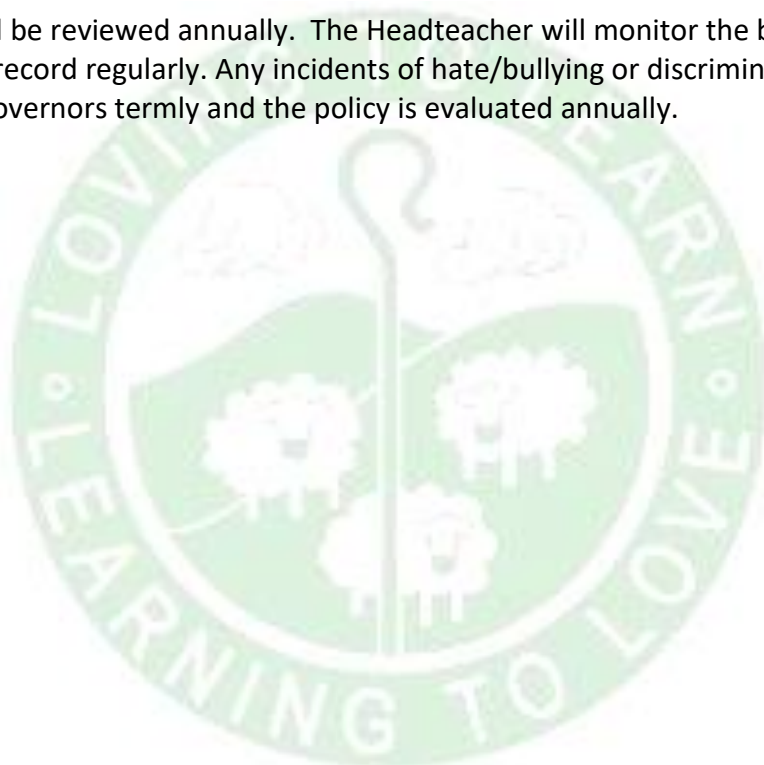 be reviewed annually. The Headteacher will monitor the b
record regularly. Any incidents of hate/bullying or discrimin
overnors termly and the policy is evaluated annually.
LOVING TO LEARN
LEARNING TO LOVE